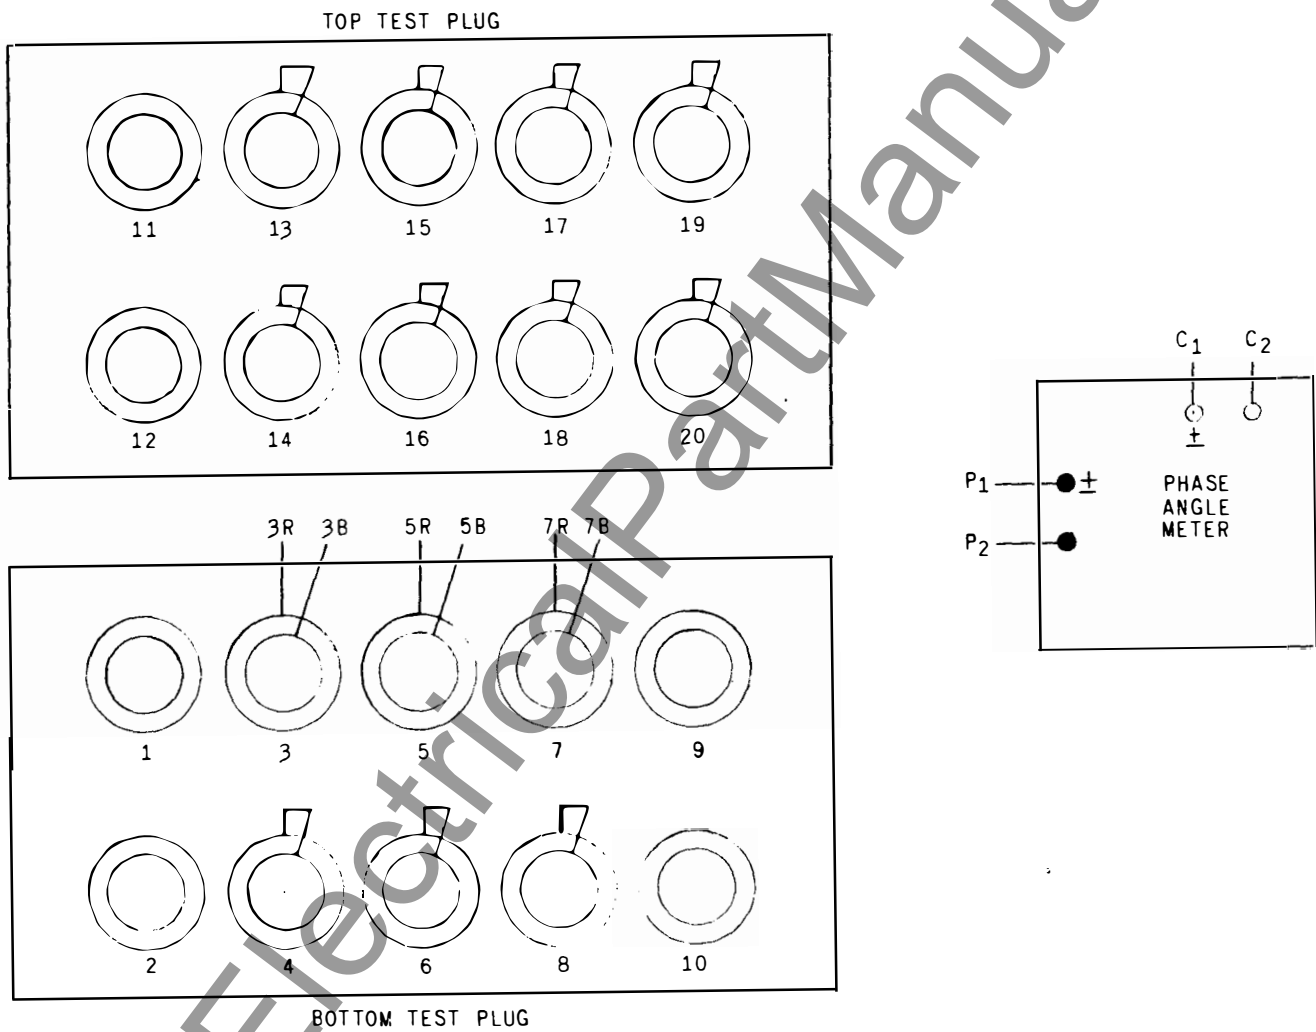 TOP TEST PLUG
11 13 15 17 19
12 14 16 18 20
C1 C2
±
P1 ± PHASE
ANGLE
METER
P2
3R 3B 5R 5B 7R 7B
1 3 5 7 9
2 4 6 8 10
BOTTOM TEST PLUG
ElectricalPartManua